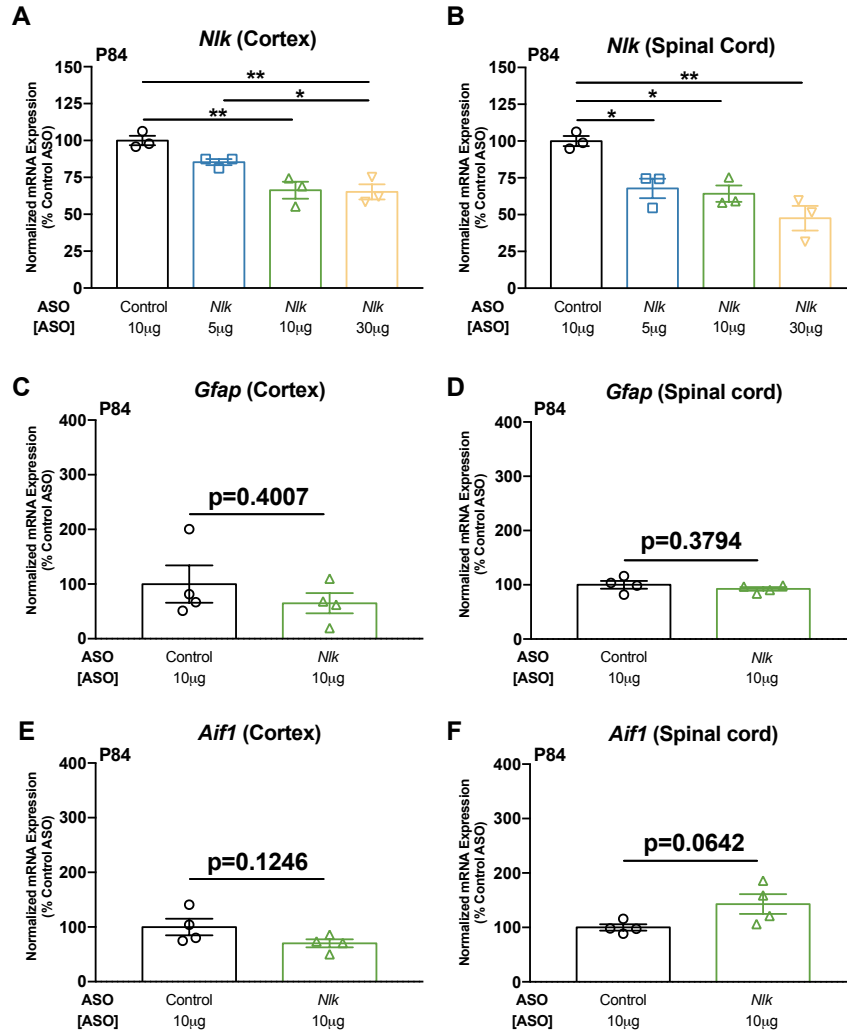 A
Nlk (Cortex)
P84
Normalized mRNA Expression
(% Control ASO)
150
125
100
75
50
25
0
**
*
**
ASO Control Nlk Nlk Nlk
[ASO] 10µg 5µg 10µg 30µg
B
Nlk (Spinal Cord)
P84
Normalized mRNA Expression
(% Control ASO)
150
125
100
75
50
25
0
**
*
*
ASO Control Nlk Nlk Nlk
[ASO] 10µg 5µg 10µg 30µg
C
Gfap (Cortex)
P84
Normalized mRNA Expression
(% Control ASO)
400
300
200
100
0
p=0.4007
ASO Control Nlk
[ASO] 10µg 10µg
D
Gfap (Spinal cord)
P84
Normalized mRNA Expression
(% Control ASO)
400
300
200
100
0
p=0.3794
ASO Control Nlk
[ASO] 10µg 10µg
E
Aif1 (Cortex)
P84
Normalized mRNA Expression
(% Control ASO)
400
300
200
100
0
p=0.1246
ASO Control Nlk
[ASO] 10µg 10µg
F
Aif1 (Spinal cord)
P84
Normalized mRNA Expression
(% Control ASO)
400
300
200
100
0
p=0.0642
ASO Control Nlk
[ASO] 10µg 10µg